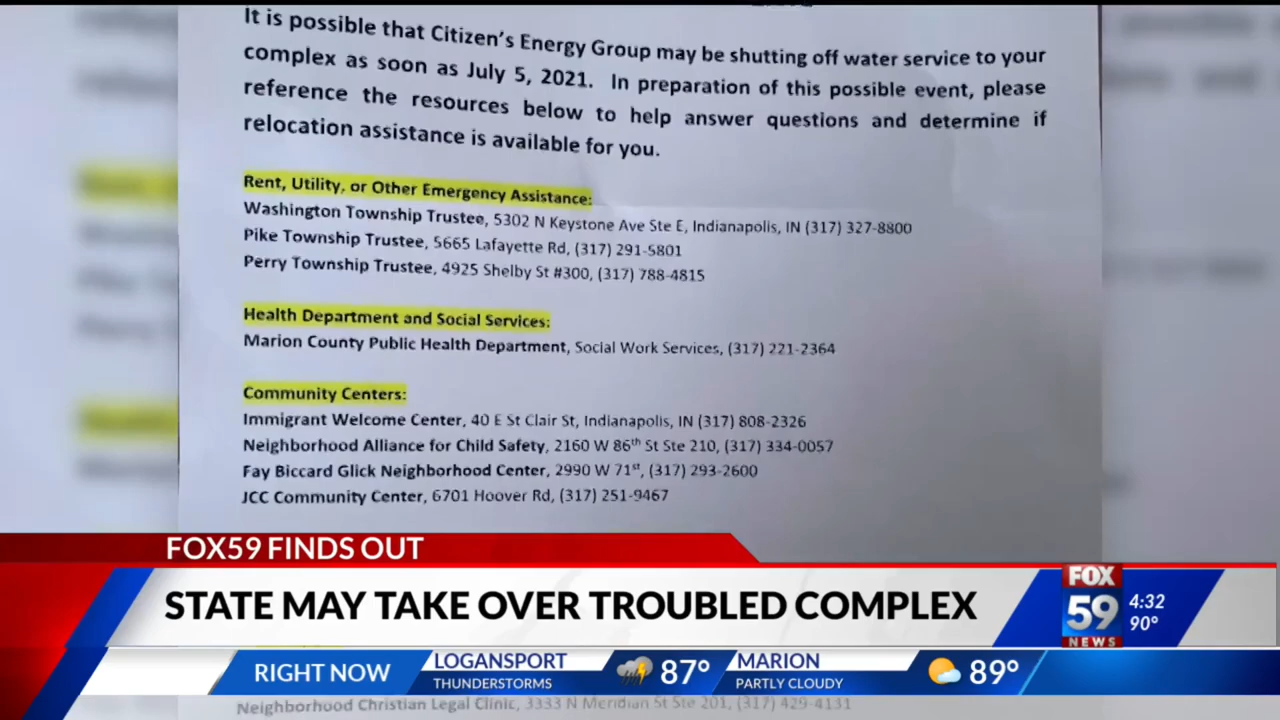 It is possible that Citizen's Energy Group may be shutting off water service to your
complex as soon as July 5, 2021. In preparation of this possible event, please
reference the resources below to help answer questions and determine if
relocation assistance is available for you.
Rent, Utility, or Other Emergency Assistance:
Washington Township Trustee, 5302 N Keystone Ave Ste E, Indianapolis, IN (317) 327-8800
Pike Township Trustee, 5665 Lafayette Rd, (317) 291-5801
Perry Township Trustee, 4925 Shelby St #300, (317) 788-4815
Health Department and Social Services:
Marion County Public Health Department, Social Work Services, (317) 221-2364
Community Centers:
Immigrant Welcome Center, 40 E St Clair St, Indianapolis, IN (317) 808-2326
Neighborhood Alliance for Child Safety, 2160 W 86th St Ste 210, (317) 334-0057
Fay Biccard Glick Neighborhood Center, 2990 W 71st, (317) 293-2600
JCC Community Center, 6701 Hoover Rd, (317) 251-9467
FOX59 FINDS OUT
STATE MAY TAKE OVER TROUBLED COMPLEX
FOX
59
NEWS
4:32
90°
RIGHT NOW
LOGANSPORT
THUNDERSTORMS
87°
MARION
PARTLY CLOUDY
89°
Neighborhood Christian Legal Clinic, 3333 N Meridian St Ste 201, (317) 429-4131